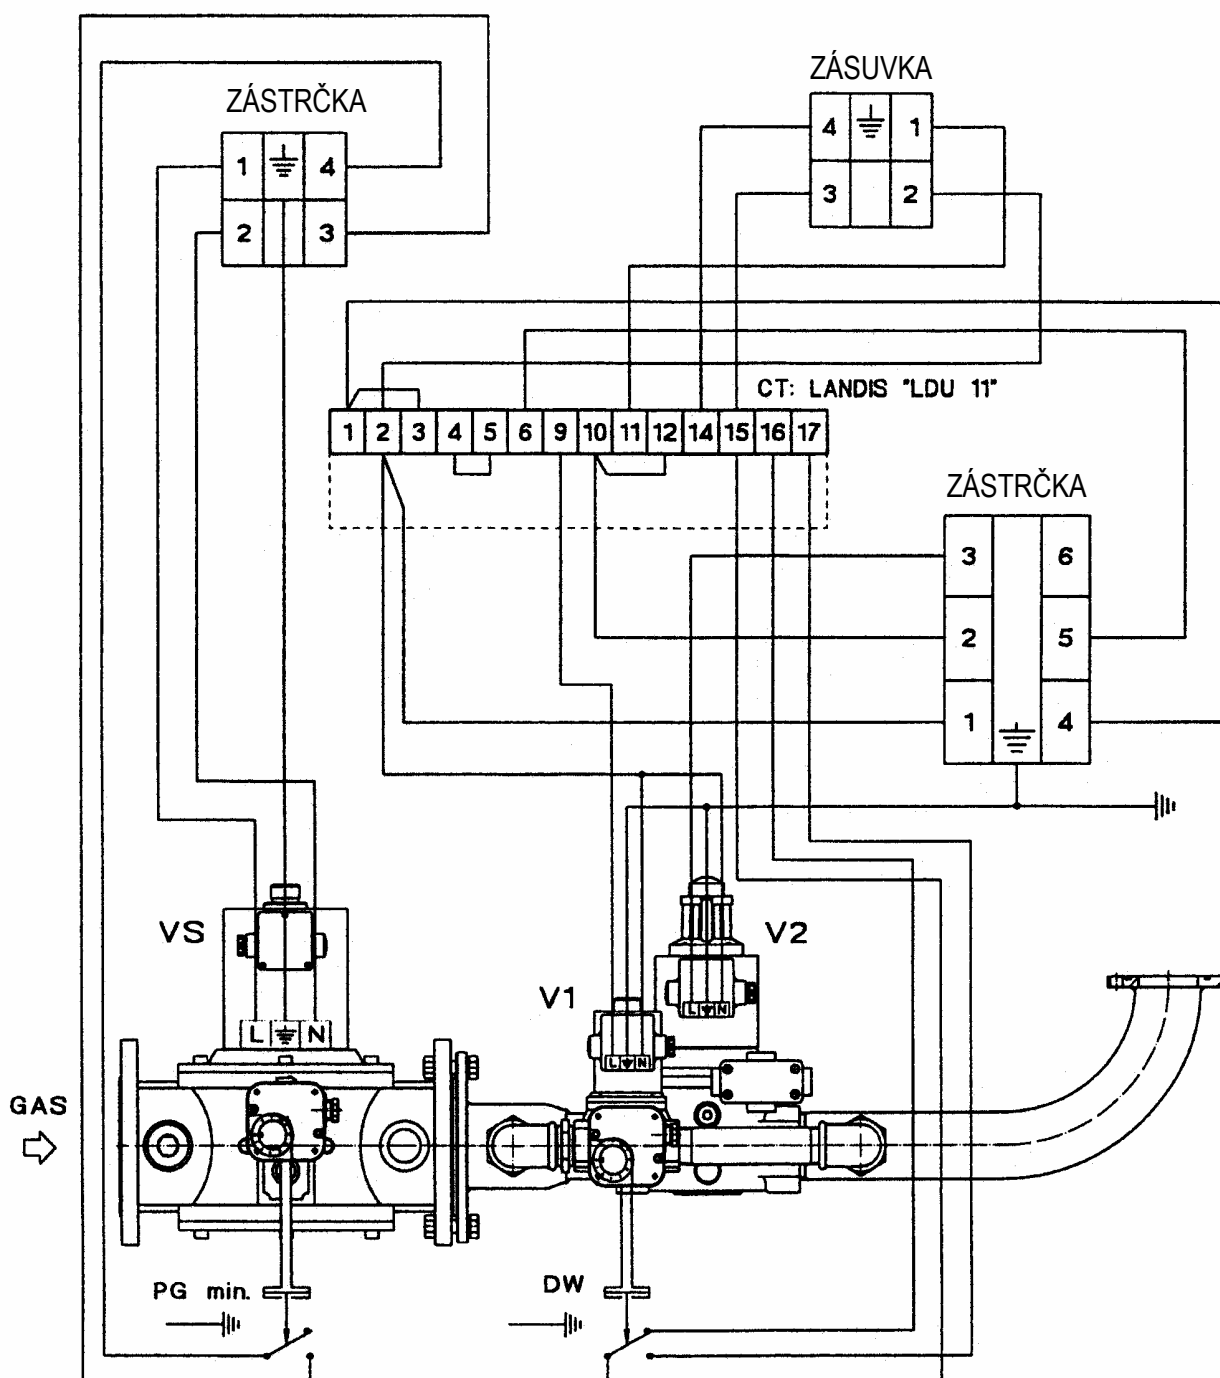 ZÁSUVKA
ZÁSTRČKA
4 1
3 2
1 4
2 3
CT: LANDIS "LDU 11"
1 2 3 4 5 6 9 10 11 12 14 15 16 17
ZÁSTRČKA
3 6
2 5
1 4
VS
V2
V1
L N
L N
L N
GAS
PG min.
DW